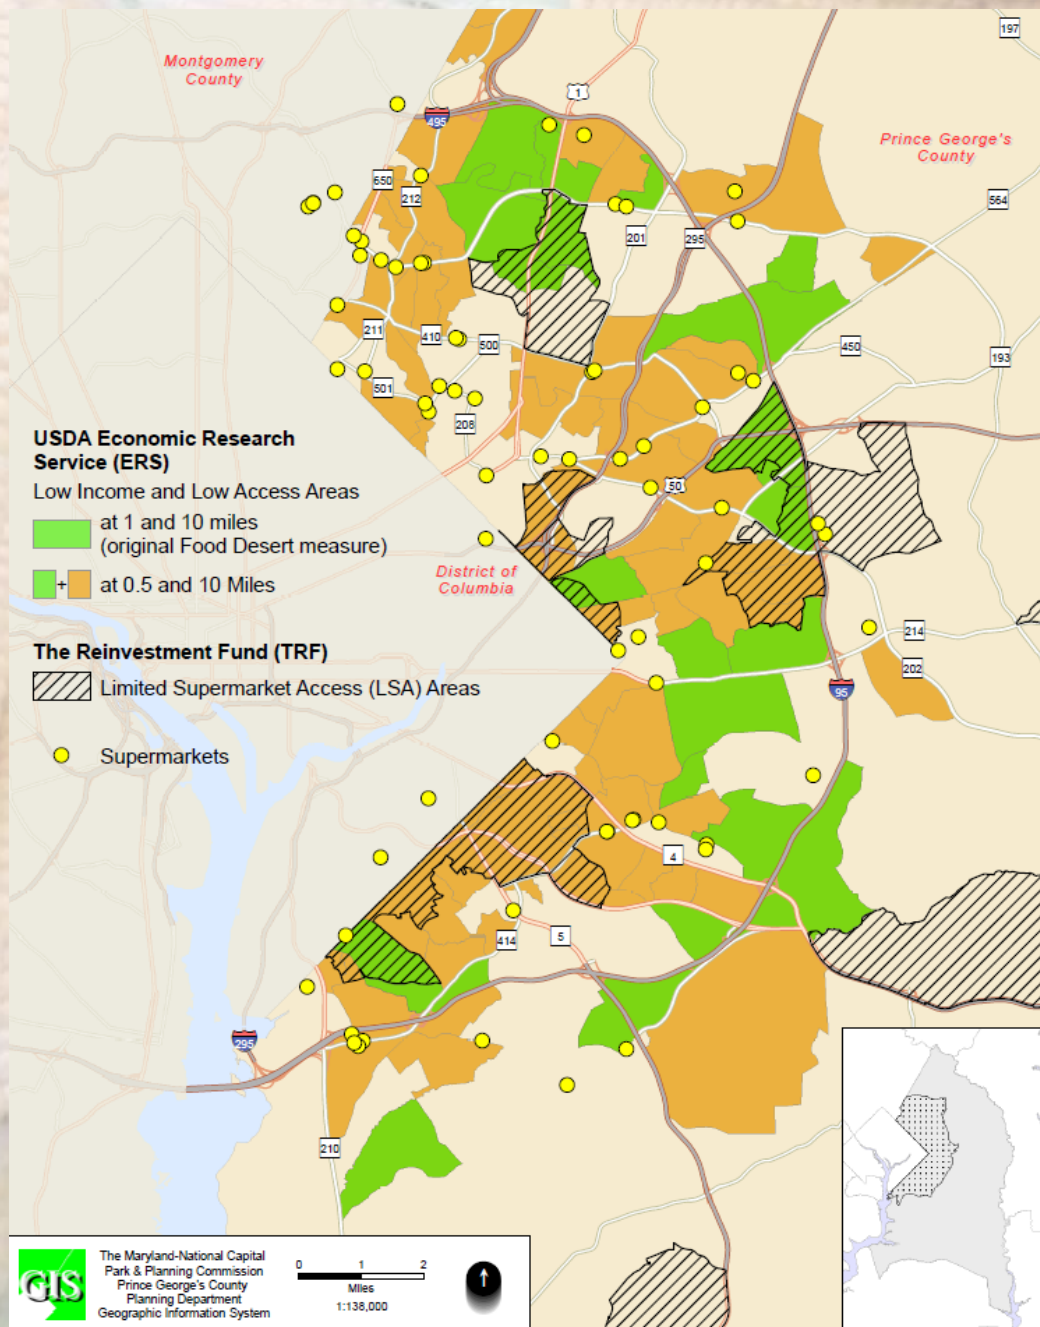 197
Montgomery
County
1
495
Prince George's
County
650
212
564
201
295
211
410
500
450
193
501
208
USDA Economic Research
Service (ERS)
Low Income and Low Access Areas
at 1 and 10 miles
(original Food Desert measure)
+
at 0.5 and 10 Miles
50
District of
Columbia
The Reinvestment Fund (TRF)
Limited Supermarket Access (LSA) Areas
Supermarkets
214
202
95
4
414
5
295
210
GIS
The Maryland-National Capital
Park & Planning Commission
Prince George's County
Planning Department
Geographic Information System
0 1 2
Miles
1:138,000